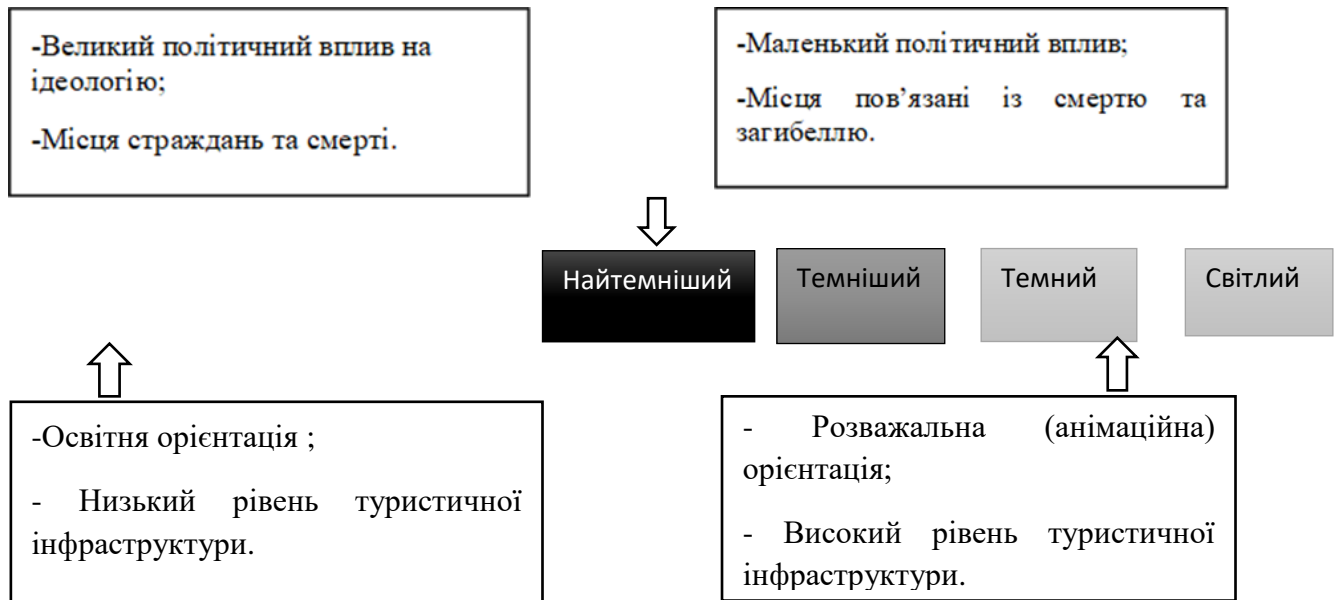 -Великий політичний вплив на
ідеологію;
-Місця страждань та смерті.
-Маленький політичний вплив;
-Місця пов’язані із смертю та
загибеллю.
Найтемніший
Темніший
Темний
Світлий
-Освітня орієнтація ;
- Низький рівень туристичної
інфраструктури.
- Розважальна (анімаційна)
орієнтація;
- Високий рівень туристичної
інфраструктури.